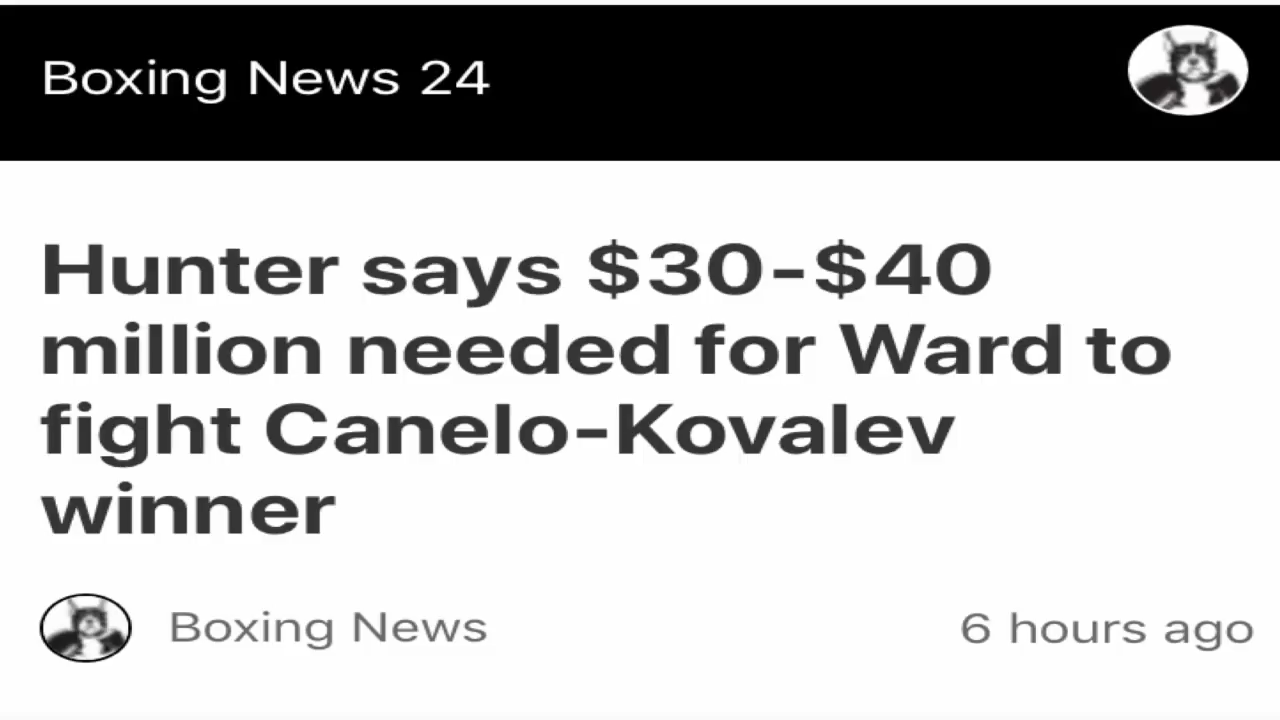 Boxing News 24
Hunter says $30-$40
million needed for Ward to
fight Canelo-Kovalev
winner
Boxing News
6 hours ago